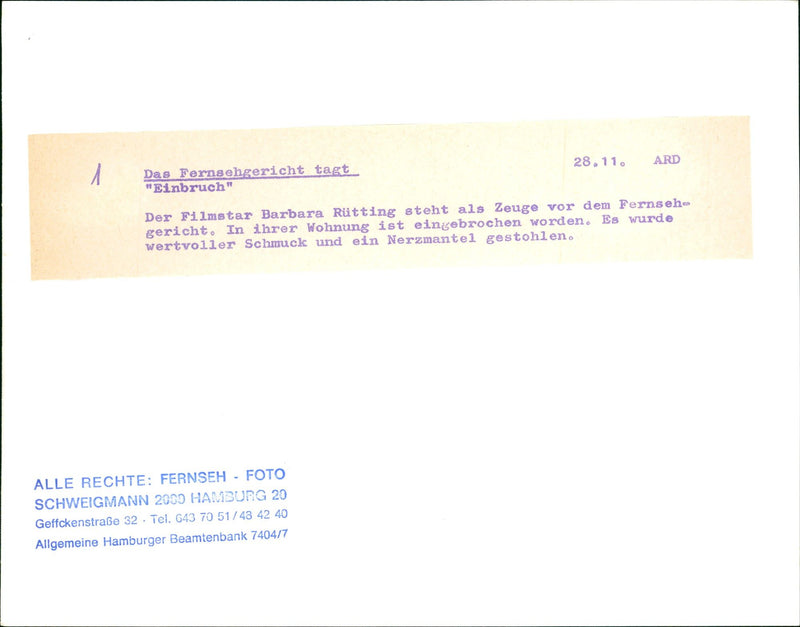 1
Das Fernsehgericht tagt 28.11. ARD
"Einbruch"
Der Filmstar Barbara Rütting steht als Zeuge vor dem Fernseh-
gericht. In ihrer Wohnung ist eingebrochen worden. Es wurde
wertvoller Schmuck und ein Nerzmantel gestohlen.
ALLE RECHTE: FERNSEH - FOTO
SCHWEIGMANN 2000 HAMBURG 20
Geffckenstraße 32 · Tel. 643 70 51 / 48 42 40
Allgemeine Hamburger Beamtenbank 7404/7